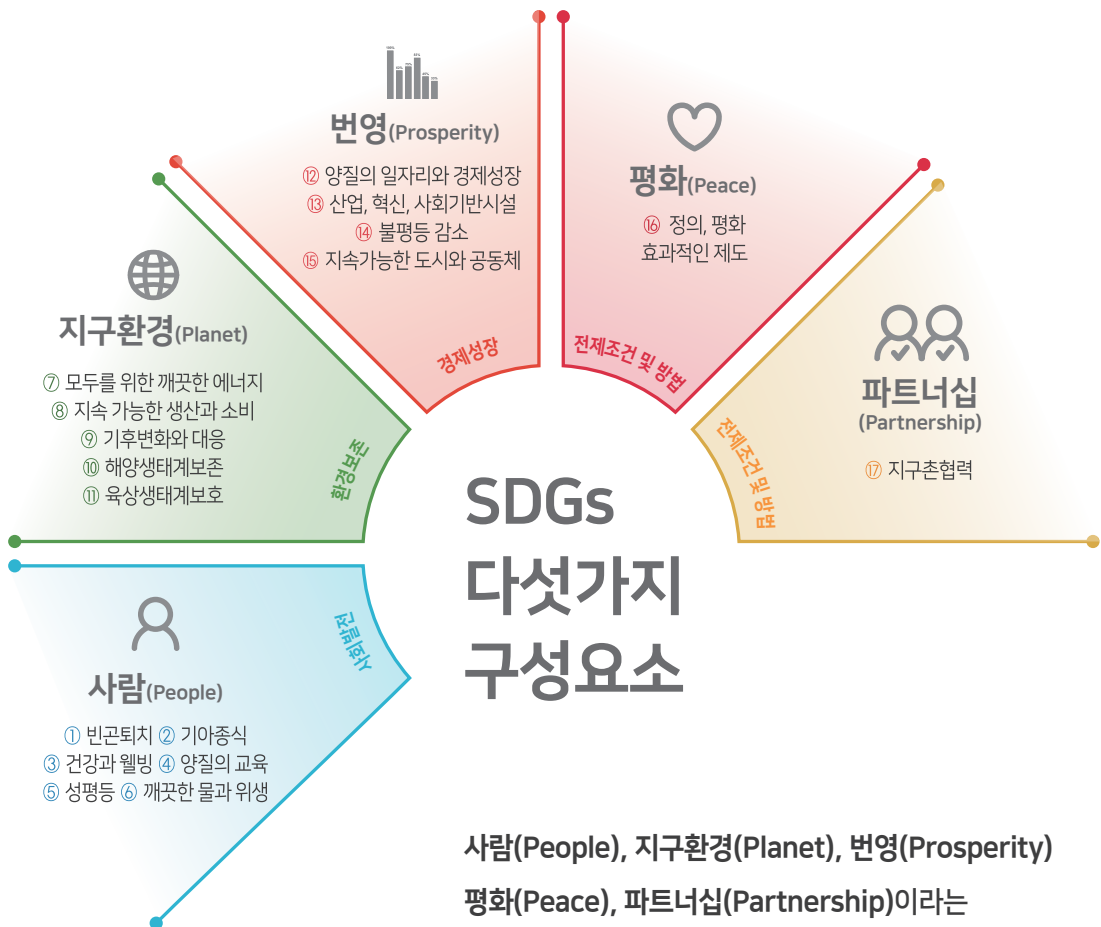 번영(Prosperity)
⑫ 양질의 일자리와 경제성장
⑬ 산업, 혁신, 사회기반시설
⑭ 불평등 감소
⑮ 지속가능한 도시와 공동체
경제성장
평화(Peace)
⑯ 정의, 평화
효과적인 제도
전제조건 및 방법
지구환경(Planet)
⑦ 모두를 위한 깨끗한 에너지
⑧ 지속 가능한 생산과 소비
⑨ 기후변화와 대응
⑩ 해양생태계보존
⑪ 육상생태계보호
환경보존
파트너십
(Partnership)
⑰ 지구촌협력
전제조건 및 방법
SDGs
다섯가지
구성요소
사람(People)
① 빈곤퇴치 ② 기아종식
③ 건강과 웰빙 ④ 양질의 교육
⑤ 성평등 ⑥ 깨끗한 물과 위생
사회발전
사람(People), 지구환경(Planet), 번영(Prosperity)
평화(Peace), 파트너십(Partnership)이라는